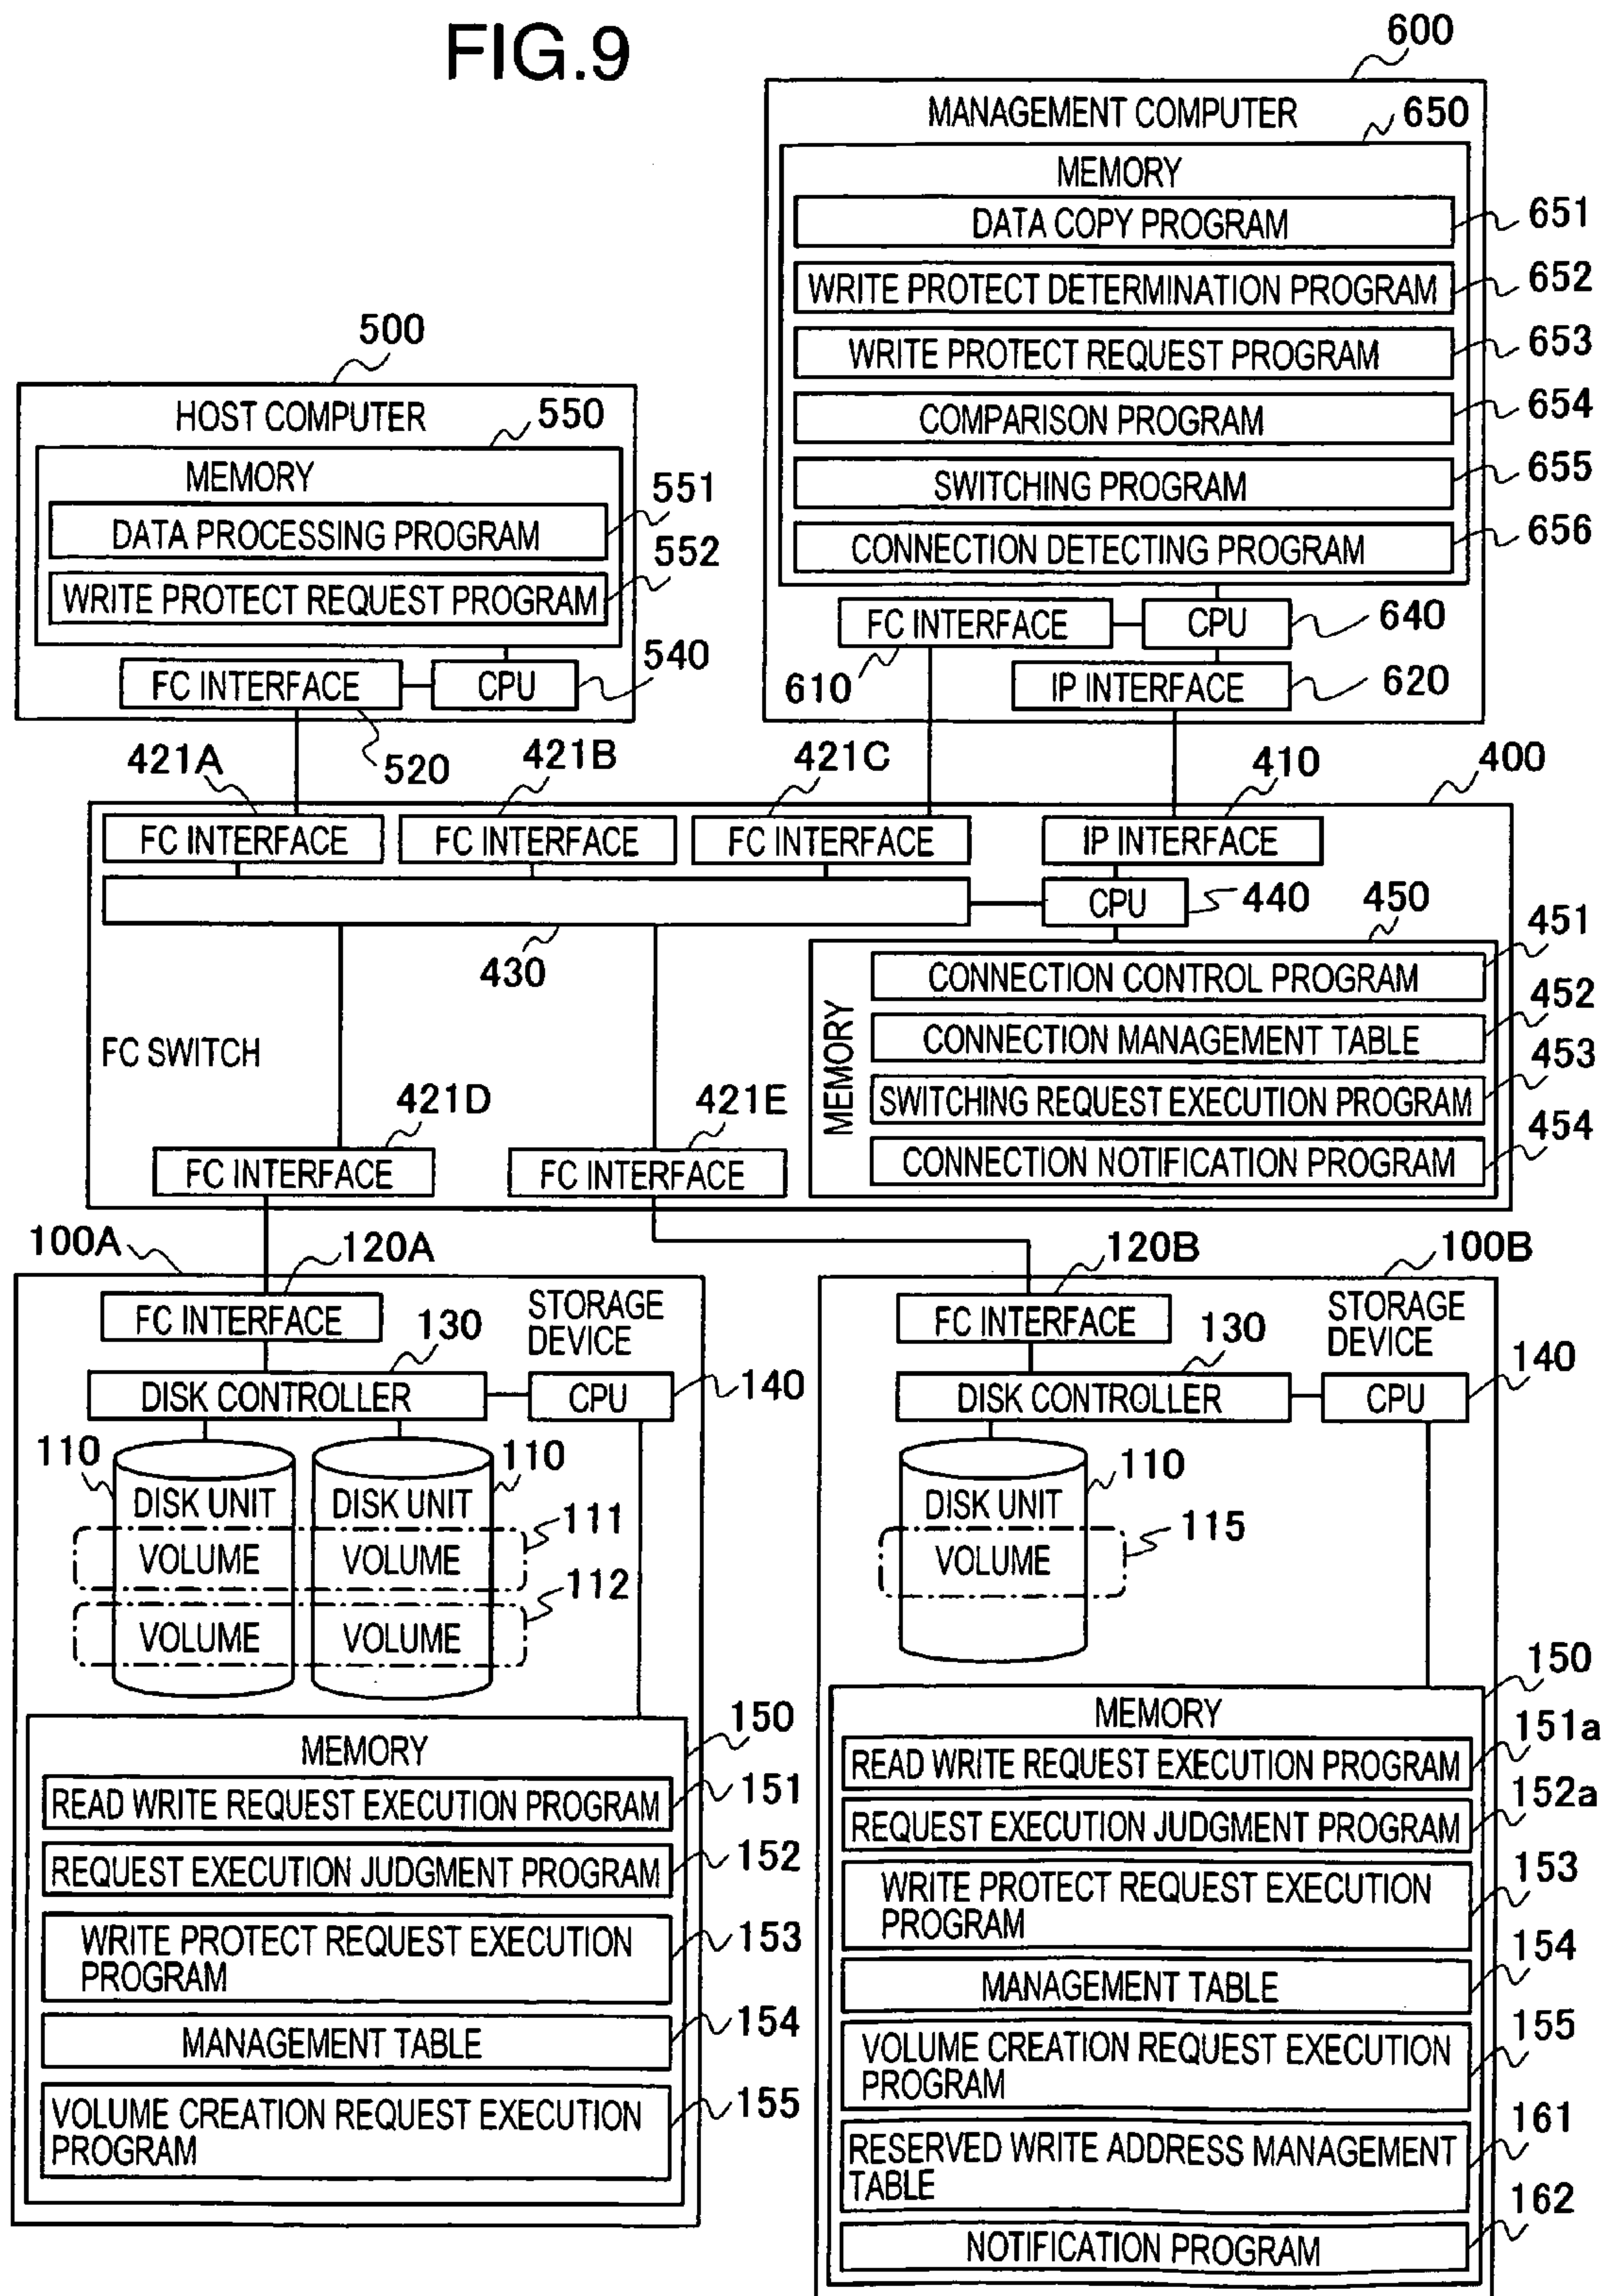 FIG.9
600
MANAGEMENT COMPUTER
650
MEMORY
DATA COPY PROGRAM
651
WRITE PROTECT DETERMINATION PROGRAM
652
WRITE PROTECT REQUEST PROGRAM
653
COMPARISON PROGRAM
654
SWITCHING PROGRAM
655
CONNECTION DETECTING PROGRAM
656
FC INTERFACE
CPU
640
610
IP INTERFACE
620
500
HOST COMPUTER
550
MEMORY
551
DATA PROCESSING PROGRAM
552
WRITE PROTECT REQUEST PROGRAM
540
FC INTERFACE
CPU
520
421A
421B
421C
410
400
FC INTERFACE
FC INTERFACE
FC INTERFACE
IP INTERFACE
CPU
440
450
430
451
CONNECTION CONTROL PROGRAM
452
MEMORY
CONNECTION MANAGEMENT TABLE
453
SWITCHING REQUEST EXECUTION PROGRAM
454
CONNECTION NOTIFICATION PROGRAM
FC SWITCH
421D
421E
FC INTERFACE
FC INTERFACE
100A
120A
FC INTERFACE
STORAGE
DEVICE
130
DISK CONTROLLER
CPU
140
110
110
DISK UNIT
DISK UNIT
111
VOLUME
VOLUME
112
VOLUME
VOLUME
150
MEMORY
READ WRITE REQUEST EXECUTION PROGRAM
151
REQUEST EXECUTION JUDGMENT PROGRAM
152
WRITE PROTECT REQUEST EXECUTION
PROGRAM
153
MANAGEMENT TABLE
154
VOLUME CREATION REQUEST EXECUTION
PROGRAM
155
120B
100B
FC INTERFACE
STORAGE
DEVICE
130
140
DISK CONTROLLER
CPU
110
DISK UNIT
115
VOLUME
150
MEMORY
151a
READ WRITE REQUEST EXECUTION PROGRAM
152a
REQUEST EXECUTION JUDGMENT PROGRAM
153
WRITE PROTECT REQUEST EXECUTION
PROGRAM
154
MANAGEMENT TABLE
155
VOLUME CREATION REQUEST EXECUTION
PROGRAM
161
RESERVED WRITE ADDRESS MANAGEMENT
TABLE
162
NOTIFICATION PROGRAM